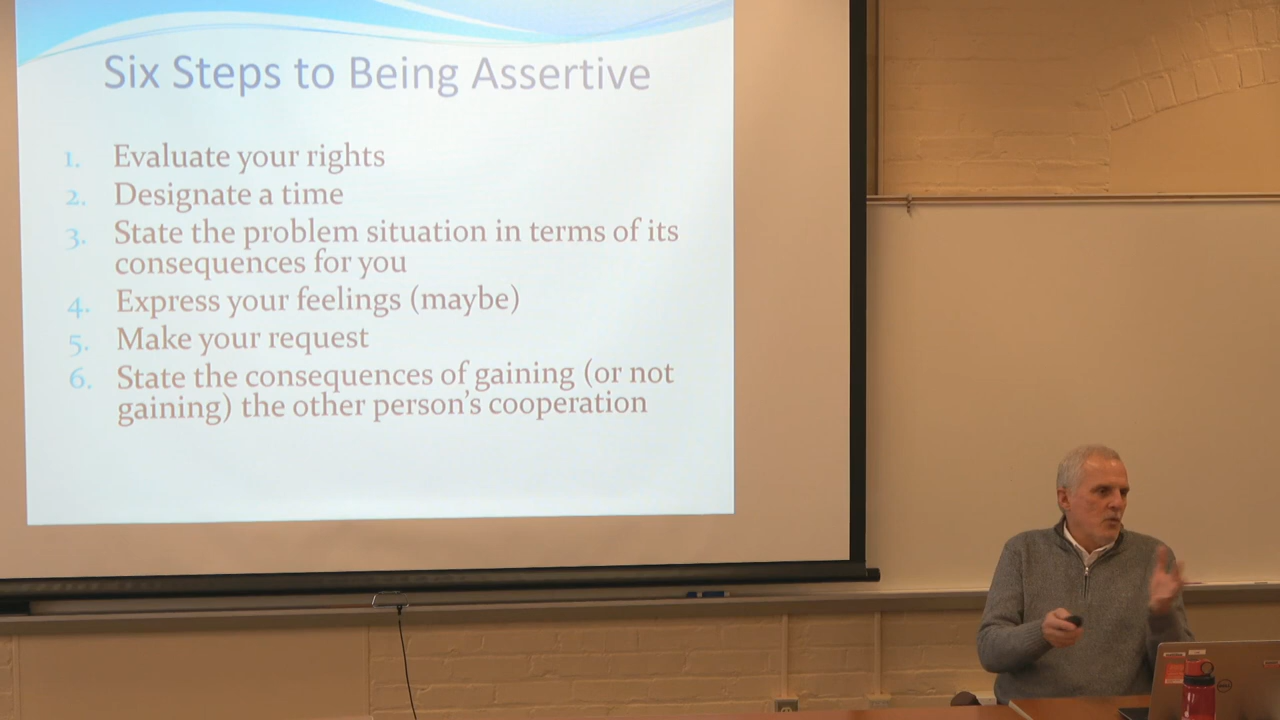 Six Steps to Being Assertive
1. Evaluate your rights
2. Designate a time
3. State the problem situation in terms of its
consequences for you
4. Express your feelings (maybe)
5. Make your request
6. State the consequences of gaining (or not
gaining) the other person's cooperation
DELL